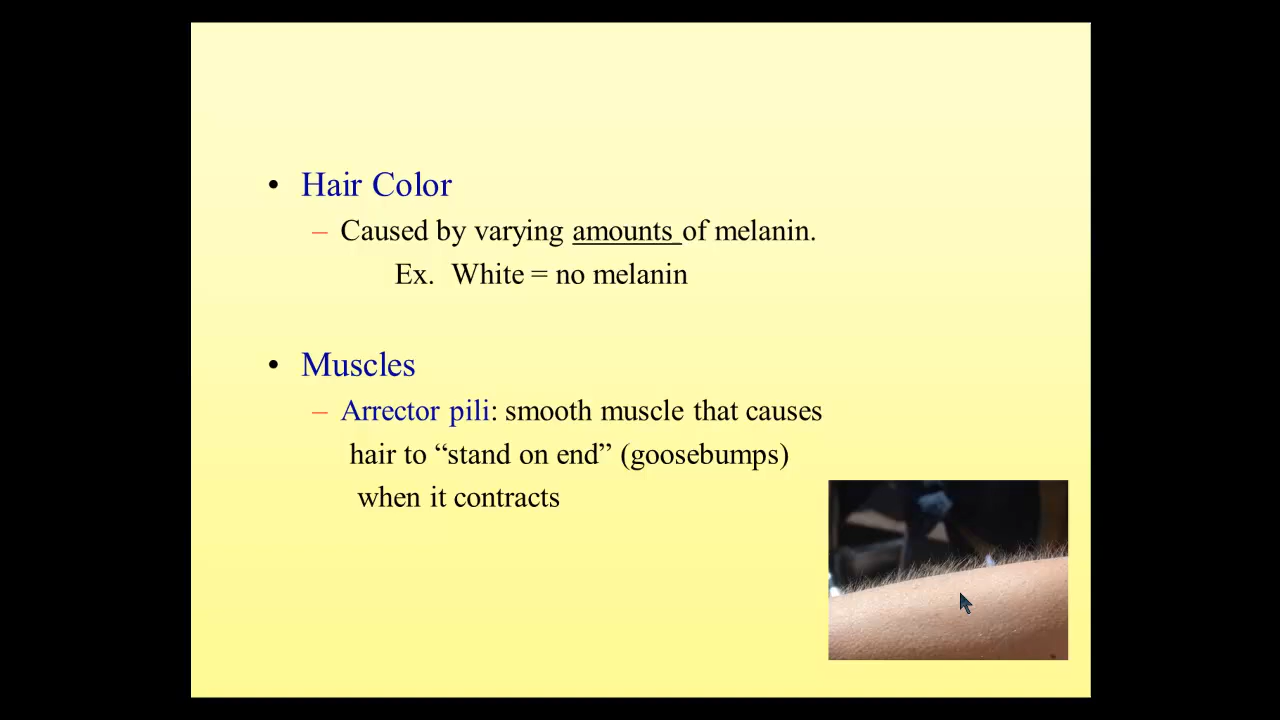 • Hair Color
– Caused by varying amounts of melanin.
Ex. White = no melanin
• Muscles
– Arrector pili: smooth muscle that causes
hair to “stand on end” (goosebumps)
when it contracts